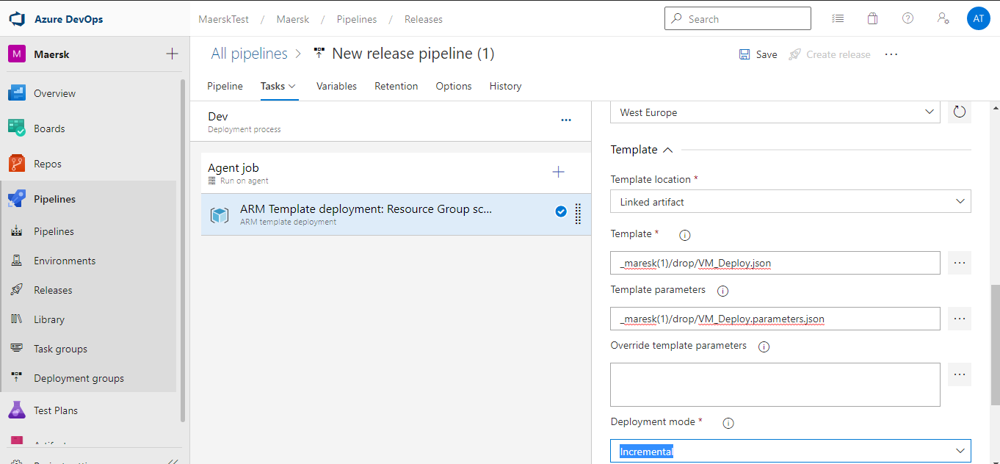 Azure DevOps
MaerskTest / Maersk / Pipelines / Releases
Search
AT
M Maersk
All pipelines > New release pipeline (1)
Save Create release ...
Pipeline Tasks Variables Retention Options History
Overview
Boards
Repos
Pipelines
Pipelines
Environments
Releases
Library
Task groups
Deployment groups
Test Plans
Dev
Deployment process
Agent job
Run on agent
ARM Template deployment: Resource Group sc...
ARM template deployment
West Europe
Template
Template location *
Linked artifact
Template *
_maresk(1)/drop/VM_Deploy.json
Template parameters
_maresk(1)/drop/VM_Deploy.parameters.json
Override template parameters
Deployment mode *
Incremental